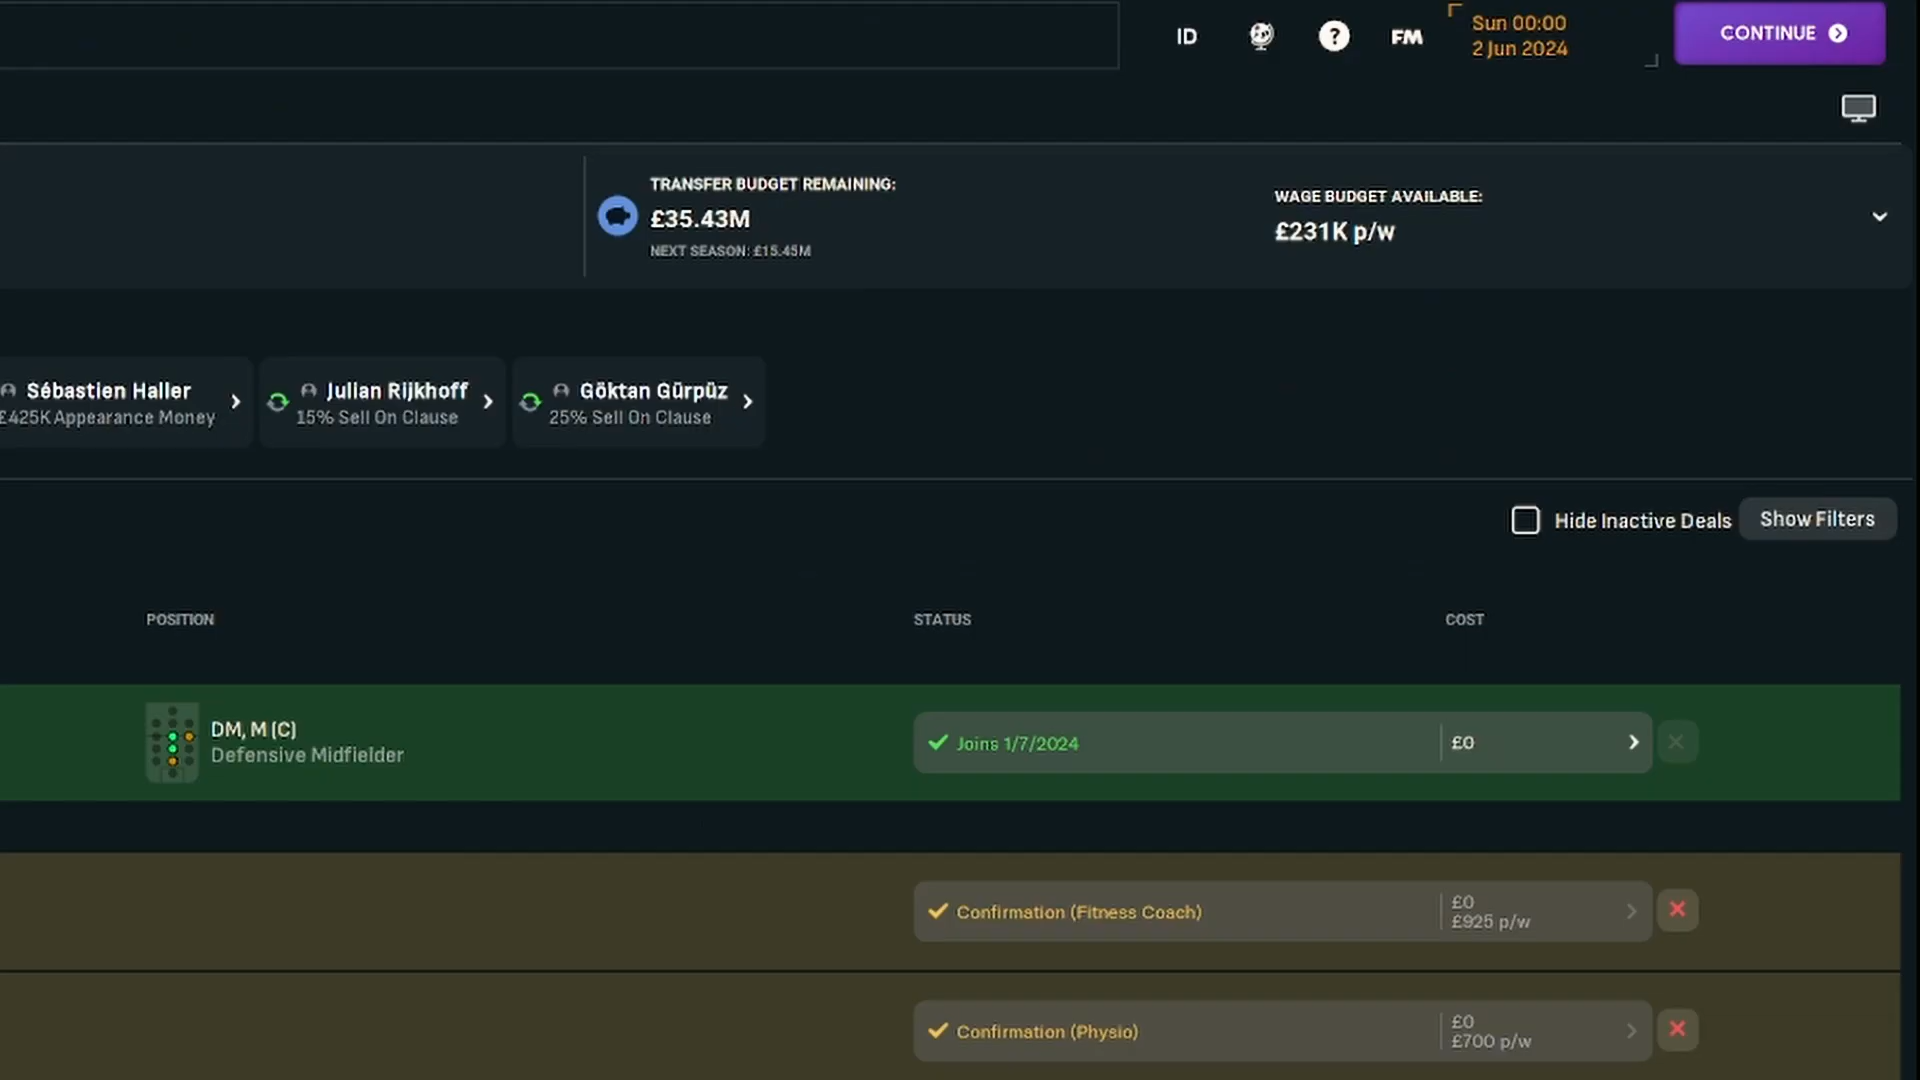 ID
?
FM
Sun 00:00
2 Jun 2024
CONTINUE
TRANSFER BUDGET REMAINING:
£35.43M
NEXT SEASON: £15.45M
WAGE BUDGET AVAILABLE:
£231K p/w
Sébastien Haller
£425K Appearance Money
Julian Rijkhoff
15% Sell On Clause
Göktan Gürpüz
25% Sell On Clause
Hide Inactive Deals
Show Filters
POSITION
STATUS
COST
DM, M (C)
Defensive Midfielder
Joins 1/7/2024
£0
Confirmation (Fitness Coach)
£0
£925 p/w
Confirmation (Physio)
£0
£700 p/w